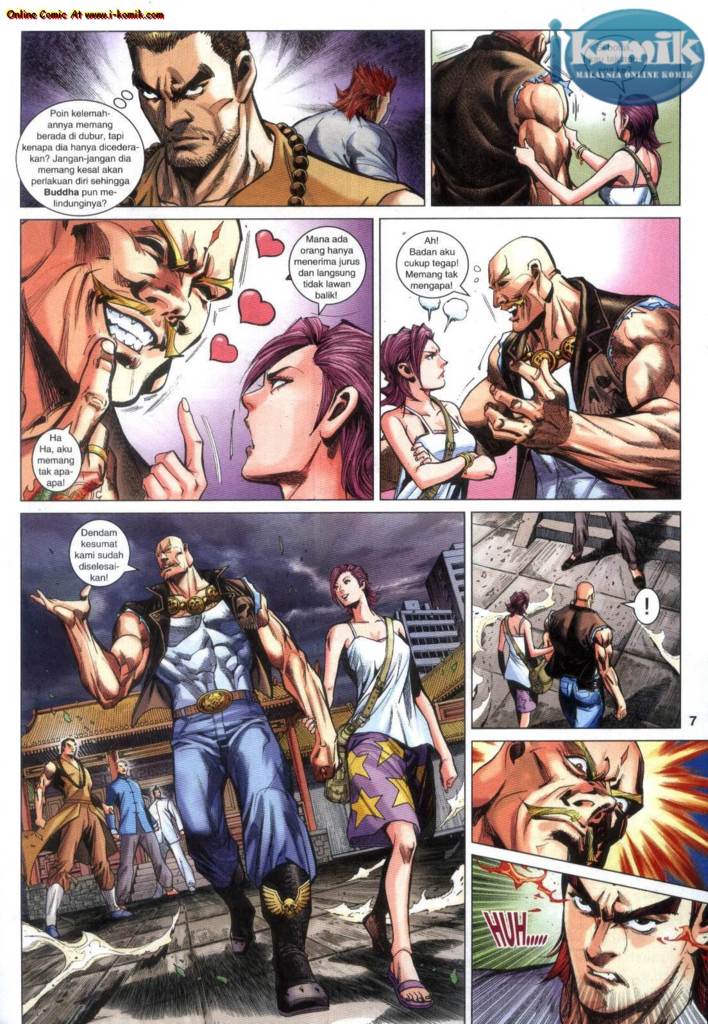 Online Comic At www.i-komik.com
ikomik
MALAYSIA ONLINE KOMIK
Poin kelemah-
annya memang
berada di dubur, tapi
kenapa dia hanya dicedera-
kan? Jangan-jangan dia
memang kesal akan
perlakuan diri sehingga
Buddha pun me-
lindunginya?
Mana ada
orang hanya
menerima jurus
dan langsung
tidak lawan
balik!
Ha
Ha, aku
memang
tak apa-
apa!
Ah!
Badan aku
cukup tegap!
Memang tak
mengapa!
Dendam
kesumat
kami sudah
diselesai-
kan!
!
7
HUH.....